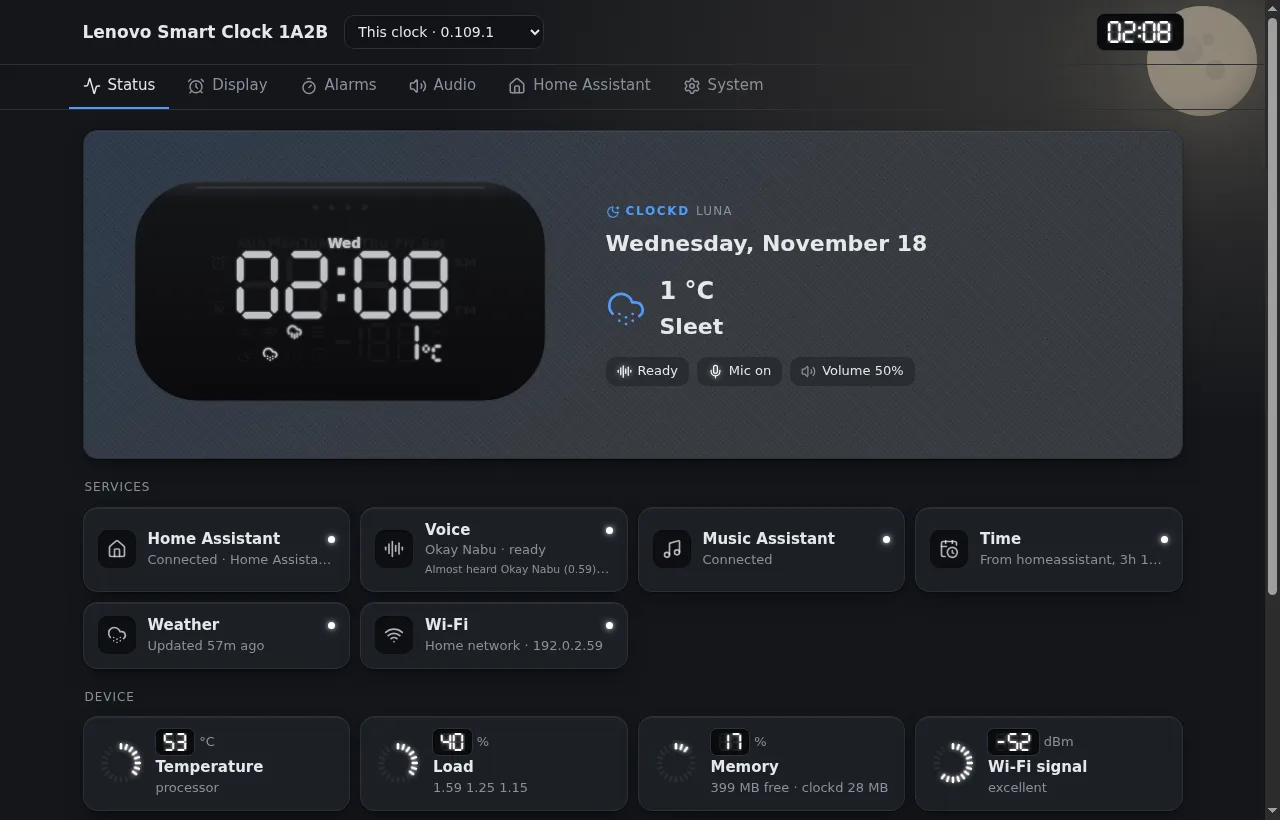 Lenovo Smart Clock 1A2B
This clock · 0.109.1
02:08
Status
Display
Alarms
Audio
Home Assistant
System
Wed
02:08
1°C
CLOCKD LUNA
Wednesday, November 18
1 °C
Sleet
Ready
Mic on
Volume 50%
SERVICES
Home Assistant
Connected · Home Assista…
Voice
Okay Nabu · ready
Almost heard Okay Nabu (0.59)…
Music Assistant
Connected
Time
From homeassistant, 3h 1…
Weather
Updated 57m ago
Wi-Fi
Home network · 192.0.2.59
DEVICE
53 °C
Temperature
processor
40 %
Load
1.59 1.25 1.15
17 %
Memory
399 MB free · clockd 28 MB
-52 dBm
Wi-Fi signal
excellent